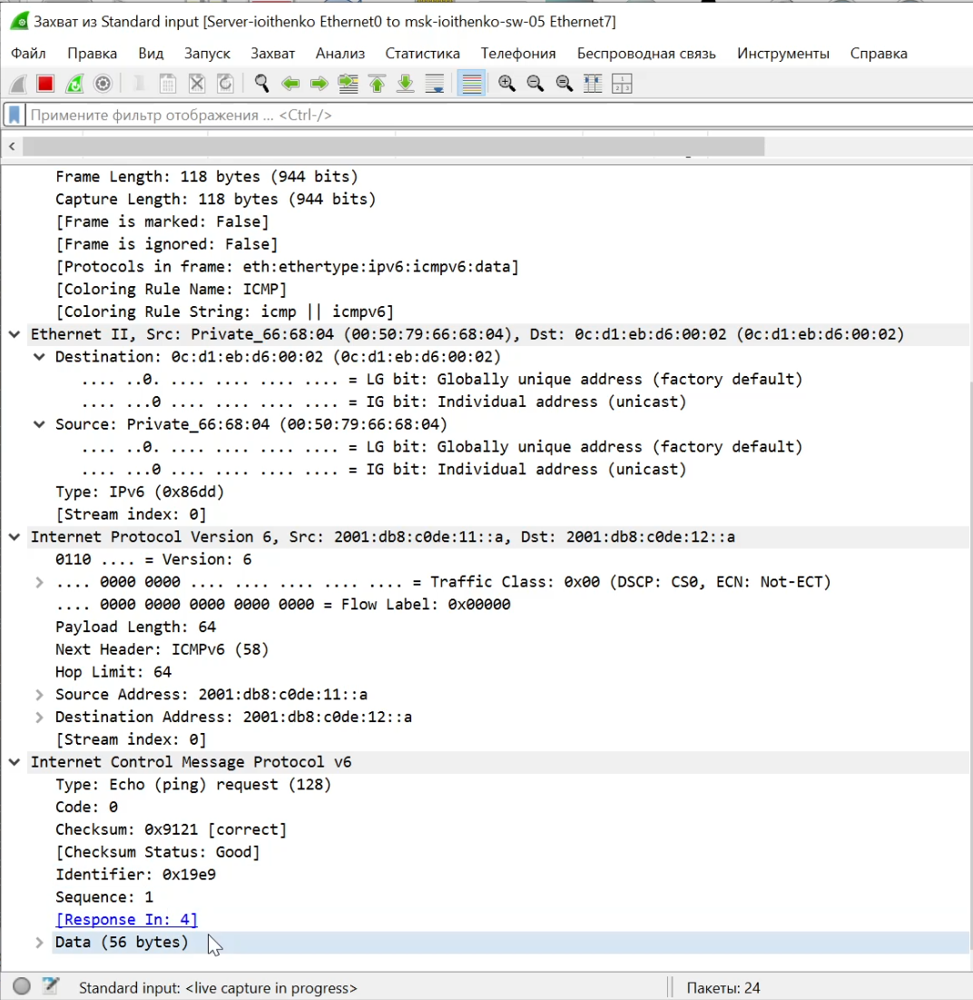 Захват из Standard input [Server-ioithenko Ethernet0 to msk-ioithenko-sw-05 Ethernet7]
Файл Правка Вид Запуск Захват Анализ Статистика Телефония Беспроводная связь Инструменты Справка
Примените фильтр отображения ... <Ctrl-/>
Frame Length: 118 bytes (944 bits)
Capture Length: 118 bytes (944 bits)
[Frame is marked: False]
[Frame is ignored: False]
[Protocols in frame: eth:ethertype:ipv6:icmpv6:data]
[Coloring Rule Name: ICMP]
[Coloring Rule String: icmp || icmpv6]
Ethernet II, Src: Private_66:68:04 (00:50:79:66:68:04), Dst: 0c:d1:eb:d6:00:02 (0c:d1:eb:d6:00:02)
Destination: 0c:d1:eb:d6:00:02 (0c:d1:eb:d6:00:02)
.... ..0. .... .... .... .... = LG bit: Globally unique address (factory default)
.... ...0 .... .... .... .... = IG bit: Individual address (unicast)
Source: Private_66:68:04 (00:50:79:66:68:04)
.... ..0. .... .... .... .... = LG bit: Globally unique address (factory default)
.... ...0 .... .... .... .... = IG bit: Individual address (unicast)
Type: IPv6 (0x86dd)
[Stream index: 0]
Internet Protocol Version 6, Src: 2001:db8:c0de:11::a, Dst: 2001:db8:c0de:12::a
0110 .... = Version: 6
.... 0000 0000 .... .... .... .... .... = Traffic Class: 0x00 (DSCP: CS0, ECN: Not-ECT)
.... 0000 0000 0000 0000 0000 = Flow Label: 0x00000
Payload Length: 64
Next Header: ICMPv6 (58)
Hop Limit: 64
Source Address: 2001:db8:c0de:11::a
Destination Address: 2001:db8:c0de:12::a
[Stream index: 0]
Internet Control Message Protocol v6
Type: Echo (ping) request (128)
Code: 0
Checksum: 0x9121 [correct]
[Checksum Status: Good]
Identifier: 0x19e9
Sequence: 1
[Response In: 4]
Data (56 bytes)
Standard input: <live capture in progress> Пакеты: 24